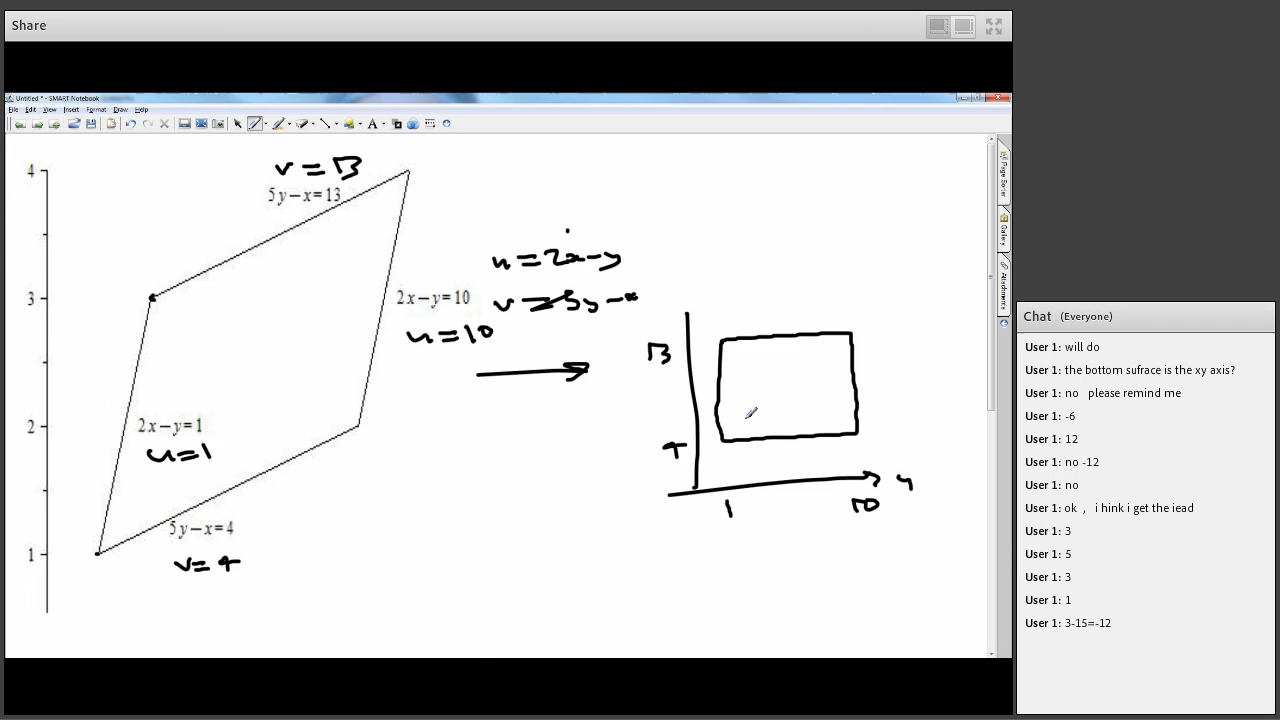 Share
Untitled * - SMART Notebook
File Edit View Insert Format Draw Help
Page Sorter
Gallery
Attachments
4
v = 13
5y-x=13
u = 2x-y
v = 5y-x
3
2x-y=10
u=10
13
2
2x-y=1
u=1
4
u
1
10
5y-x=4
v=4
1
Chat (Everyone)
User 1: will do
User 1: the bottom sufrace is the xy axis?
User 1: no please remind me
User 1: -6
User 1: 12
User 1: no -12
User 1: no
User 1: ok , i hink i get the iead
User 1: 3
User 1: 5
User 1: 3
User 1: 1
User 1: 3-15=-12